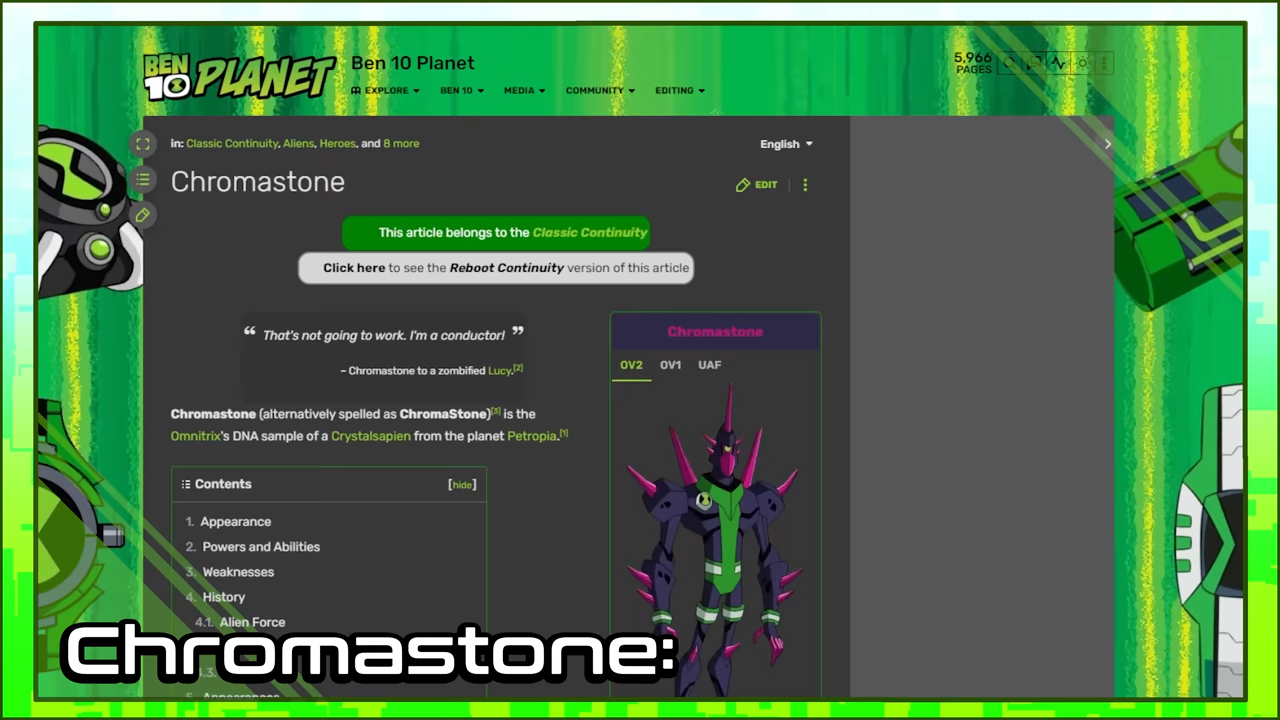 BEN 10 PLANET
Ben 10 Planet
5,966 PAGES
EXPLORE BEN 10 MEDIA COMMUNITY EDITING
in: Classic Continuity, Aliens, Heroes, and 8 more
English
Chromastone
EDIT
This article belongs to the Classic Continuity
Click here to see the Reboot Continuity version of this article
“ That's not going to work. I'm a conductor! ”
– Chromastone to a zombified Lucy.[2]
Chromastone
OV2 OV1 UAF
Chromastone (alternatively spelled as ChromaStone)[3] is the
Omnitrix's DNA sample of a Crystalsapien from the planet Petropia.[1]
Contents [hide]
1. Appearance
2. Powers and Abilities
3. Weaknesses
4. History
4.1. Alien Force
Chromastone:
3.
5. Appearances